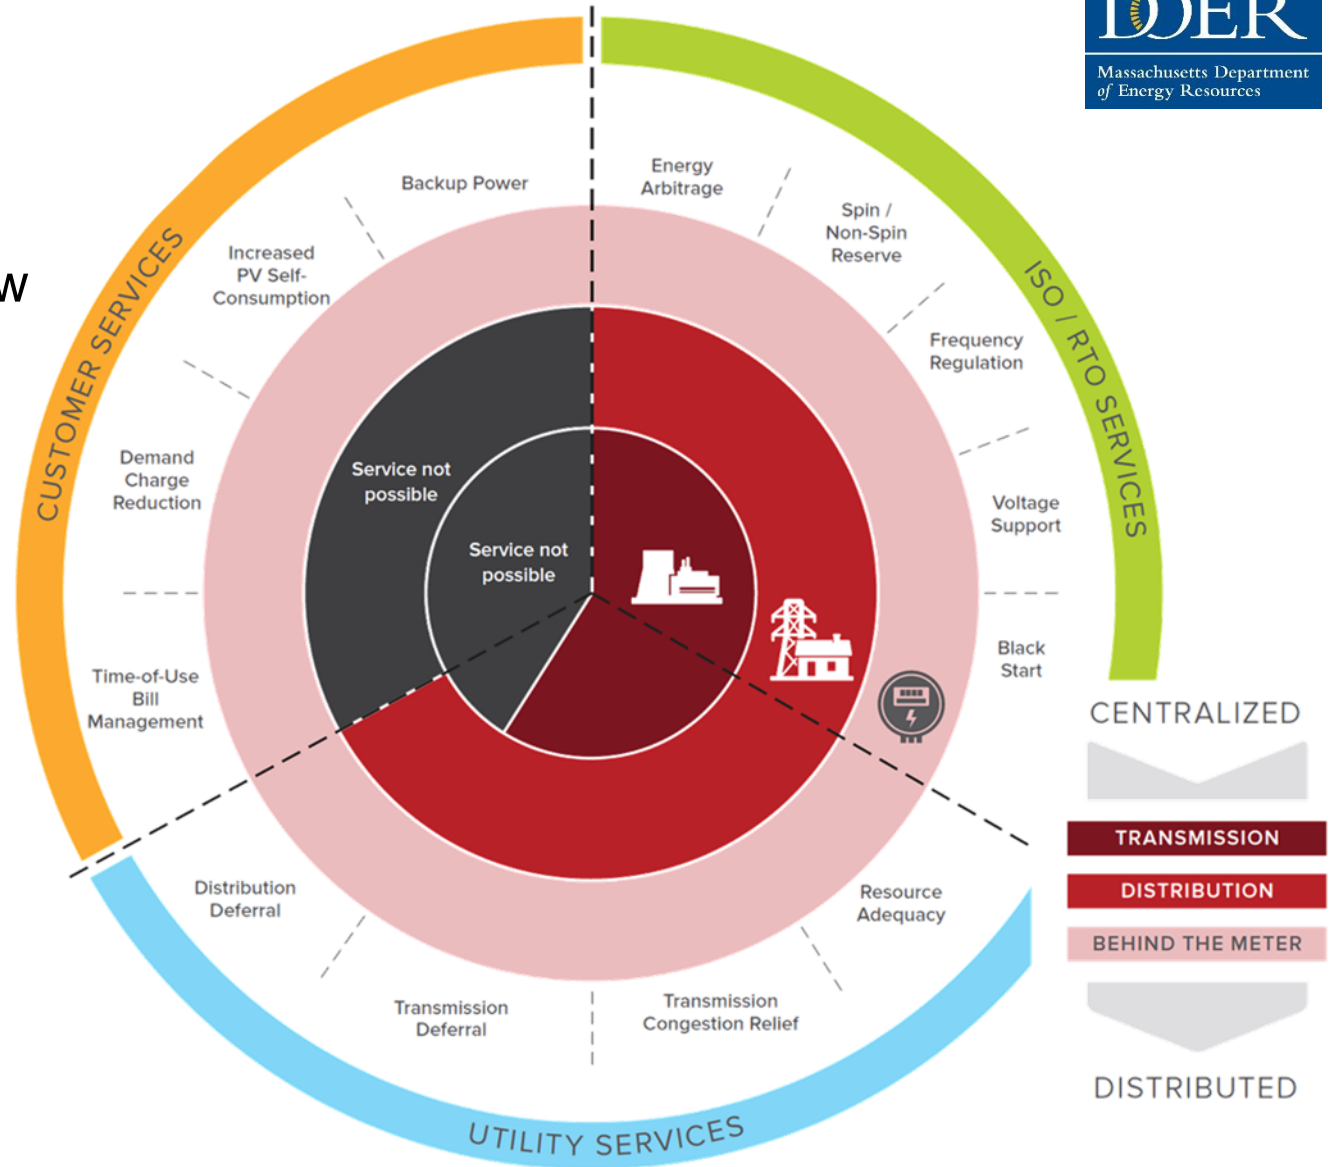 DOER
Massachusetts Department
of Energy Resources
w
CUSTOMER SERVICES
ISO / RTO SERVICES
UTILITY SERVICES
Backup Power
Energy
Arbitrage
Spin /
Non-Spin
Reserve
Increased
PV Self-
Consumption
Frequency
Regulation
Demand
Charge
Reduction
Service not
possible
Service not
possible
Voltage
Support
Time-of-Use
Bill
Management
Black
Start
Distribution
Deferral
Resource
Adequacy
Transmission
Deferral
Transmission
Congestion Relief
CENTRALIZED
TRANSMISSION
DISTRIBUTION
BEHIND THE METER
DISTRIBUTED